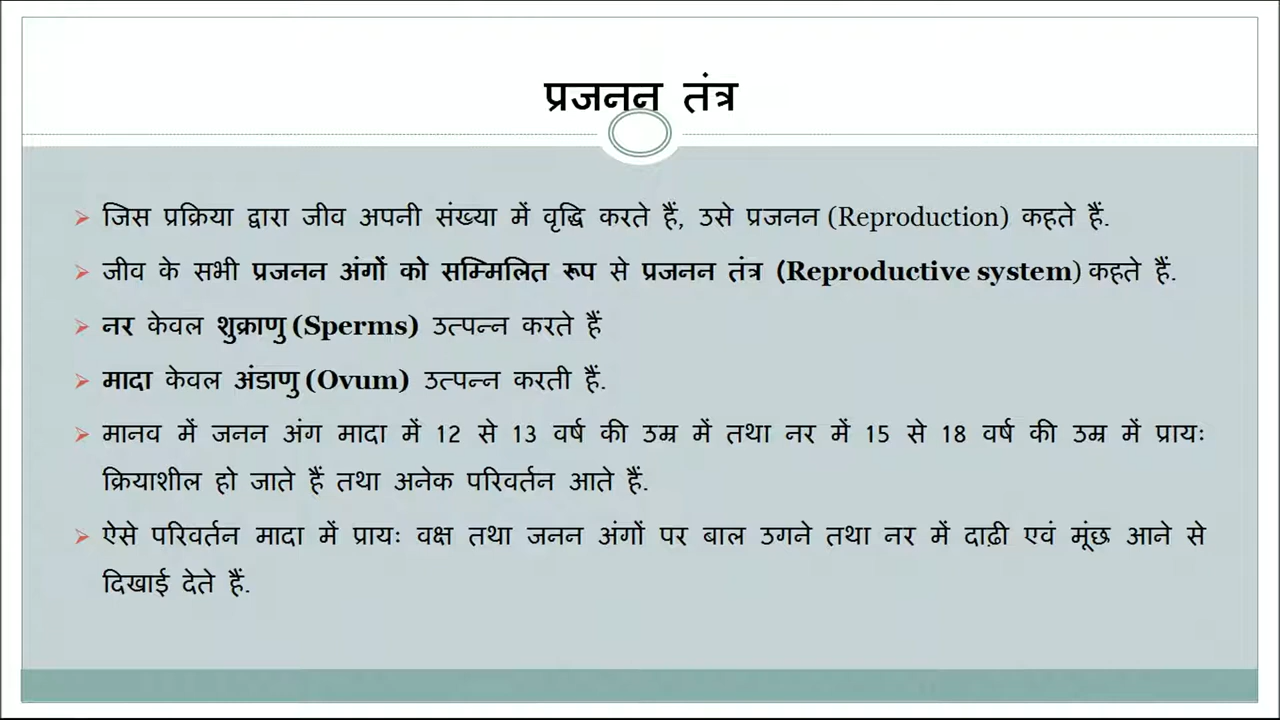 प्रजनन तंत्र
जिस प्रक्रिया द्वारा जीव अपनी संख्या में वृद्धि करते हैं, उसे प्रजनन (Reproduction) कहते हैं.
जीव के सभी प्रजनन अंगों को सम्मिलित रूप से प्रजनन तंत्र (Reproductive system) कहते हैं.
नर केवल शुक्राणु (Sperms) उत्पन्न करते हैं
मादा केवल अंडाणु (Ovum) उत्पन्न करती हैं.
मानव में जनन अंग मादा में 12 से 13 वर्ष की उम्र में तथा नर में 15 से 18 वर्ष की उम्र में प्रायः
क्रियाशील हो जाते हैं तथा अनेक परिवर्तन आते हैं.
ऐसे परिवर्तन मादा में प्रायः वक्ष तथा जनन अंगों पर बाल उगने तथा नर में दाढ़ी एवं मूंछ आने से
दिखाई देते हैं.